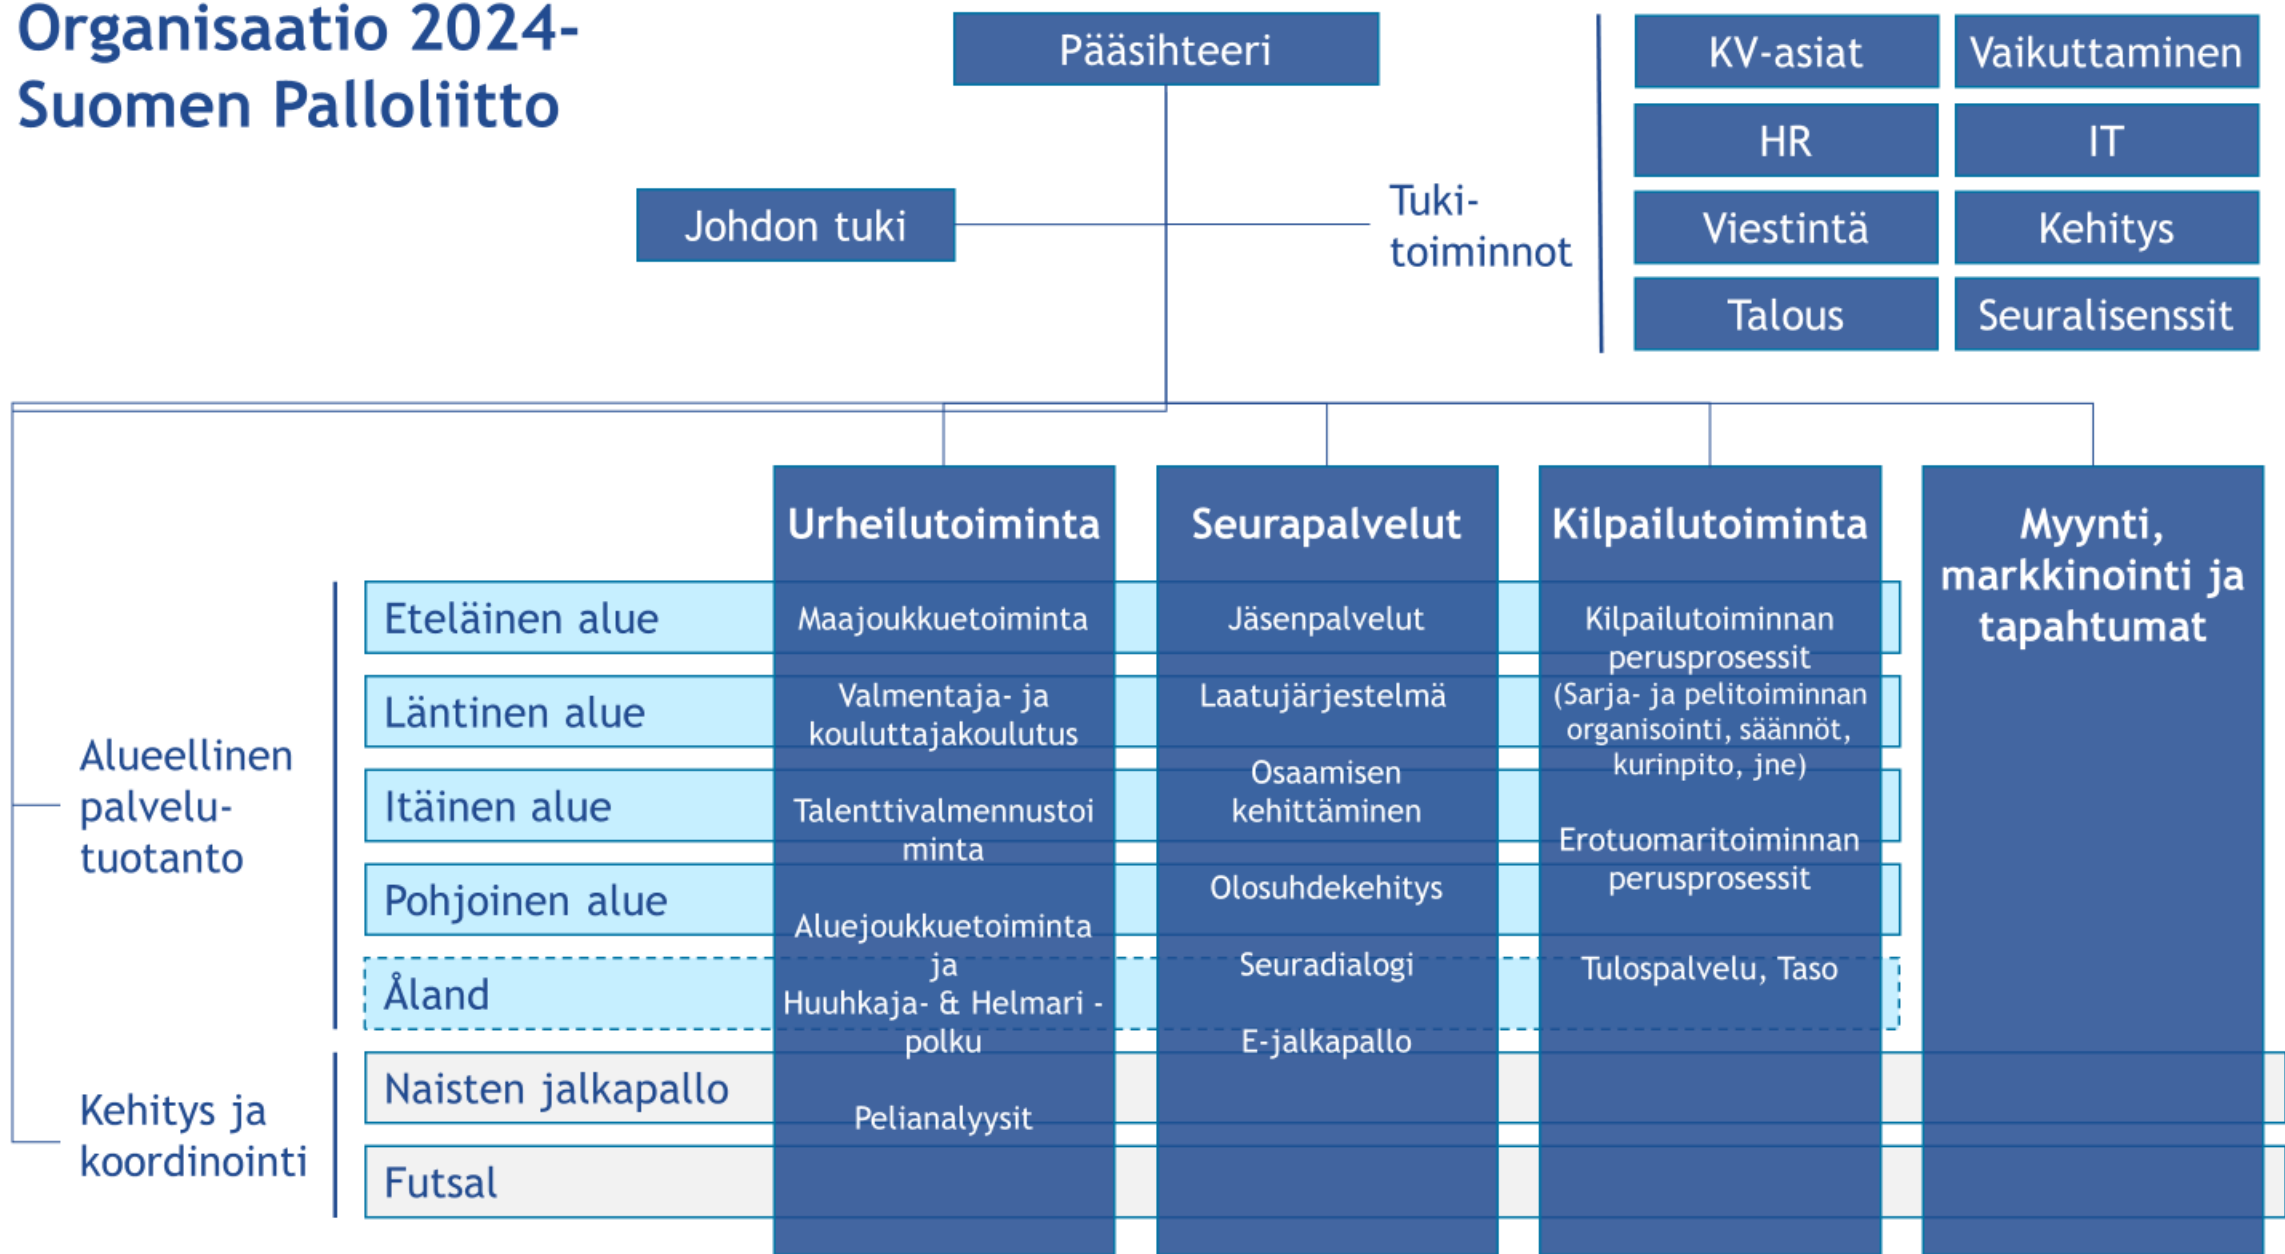 Organisaatio 2024-
Suomen Palloliitto
Pääsihteeri
Johdon tuki
Tuki-
toiminnot
KV-asiat
Vaikuttaminen
HR
IT
Viestintä
Kehitys
Talous
Seuralisenssit
Alueellinen
palvelu-
tuotanto
Eteläinen alue
Läntinen alue
Itäinen alue
Pohjoinen alue
Åland
Kehitys ja
koordinointi
Naisten jalkapallo
Futsal
Urheilutoiminta
Maajoukkuetoiminta
Valmentaja- ja
kouluttajakoulutus
Talenttivalmennustoi
minta
Aluejoukkuetoiminta
ja
Huuhkaja- & Helmari -
polku
Pelianalyysit
Seurapalvelut
Jäsenpalvelut
Laatujärjestelmä
Osaamisen
kehittäminen
Olosuhdekehitys
Seuradialogi
E-jalkapallo
Kilpailutoiminta
Kilpailutoiminnan
perusprosessit
(Sarja- ja pelitoiminnan
organisointi, säännöt,
kurinpito, jne)
Erotuomaritoiminnan
perusprosessit
Tulospalvelu, Taso
Myynti,
markkinointi ja
tapahtumat